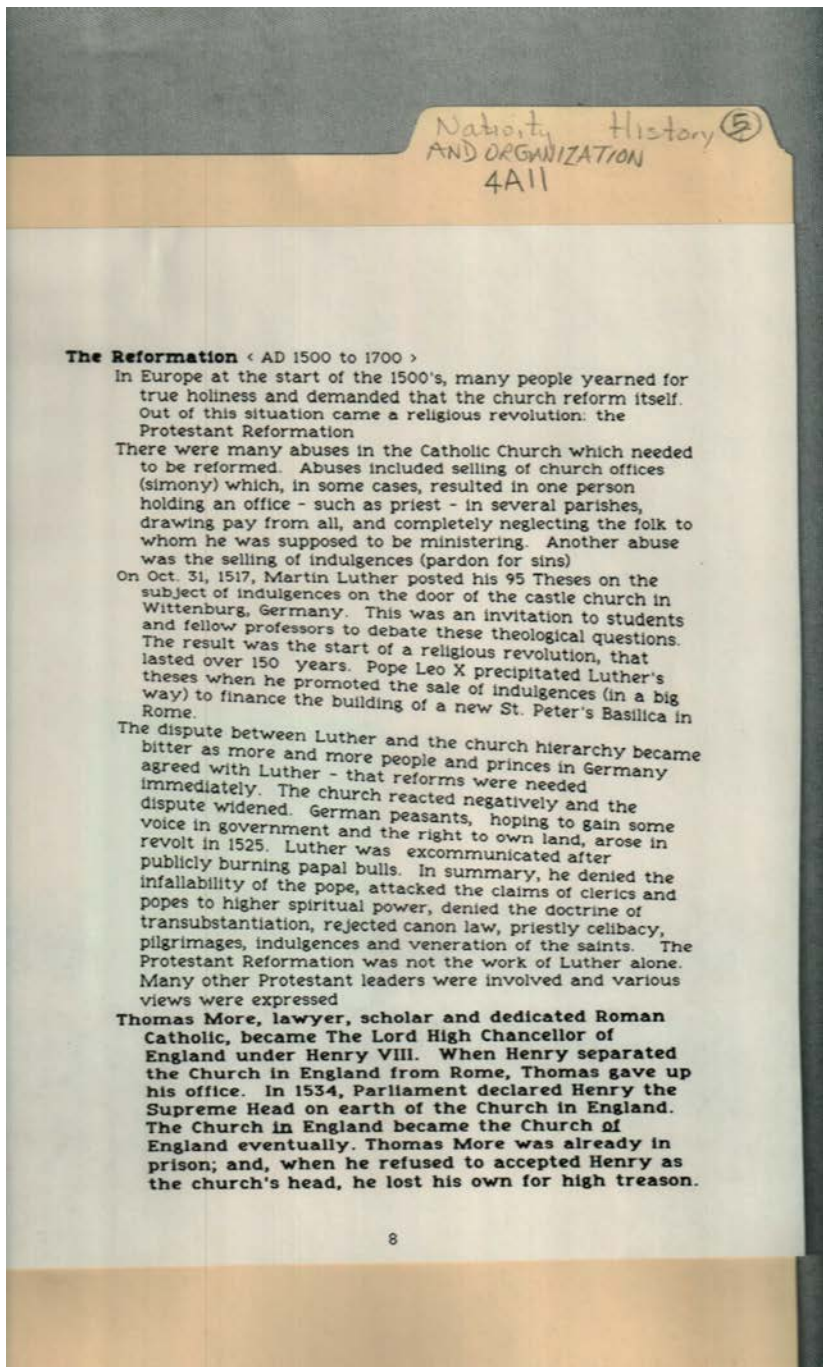 Nativity History ⑤
AND ORGANIZATION
4A11
The Reformation < AD 1500 to 1700 >
In Europe at the start of the 1500's, many people yearned for
true holiness and demanded that the church reform itself.
Out of this situation came a religious revolution: the
Protestant Reformation
There were many abuses in the Catholic Church which needed
to be reformed. Abuses included selling of church offices
(simony) which, in some cases, resulted in one person
holding an office - such as priest - in several parishes,
drawing pay from all, and completely neglecting the folk to
whom he was supposed to be ministering. Another abuse
was the selling of indulgences (pardon for sins)
On Oct. 31, 1517, Martin Luther posted his 95 Theses on the
subject of indulgences on the door of the castle church in
Wittenburg, Germany. This was an invitation to students
and fellow professors to debate these theological questions.
The result was the start of a religious revolution, that
lasted over 150 years. Pope Leo X precipitated Luther's
theses when he promoted the sale of indulgences (in a big
way) to finance the building of a new St. Peter's Basilica in
Rome.
The dispute between Luther and the church hierarchy became
bitter as more and more people and princes in Germany
agreed with Luther - that reforms were needed
immediately. The church reacted negatively and the
dispute widened. German peasants, hoping to gain some
voice in government and the right to own land, arose in
revolt in 1525. Luther was excommunicated after
publicly burning papal bulls. In summary, he denied the
infallability of the pope, attacked the claims of clerics and
popes to higher spiritual power, denied the doctrine of
transubstantiation, rejected canon law, priestly celibacy,
pilgrimages, indulgences and veneration of the saints. The
Protestant Reformation was not the work of Luther alone.
Many other Protestant leaders were involved and various
views were expressed
Thomas More, lawyer, scholar and dedicated Roman
Catholic, became The Lord High Chancellor of
England under Henry VIII. When Henry separated
the Church in England from Rome, Thomas gave up
his office. In 1534, Parliament declared Henry the
Supreme Head on earth of the Church in England.
The Church in England became the Church of
England eventually. Thomas More was already in
prison; and, when he refused to accepted Henry as
the church's head, he lost his own for high treason.
8